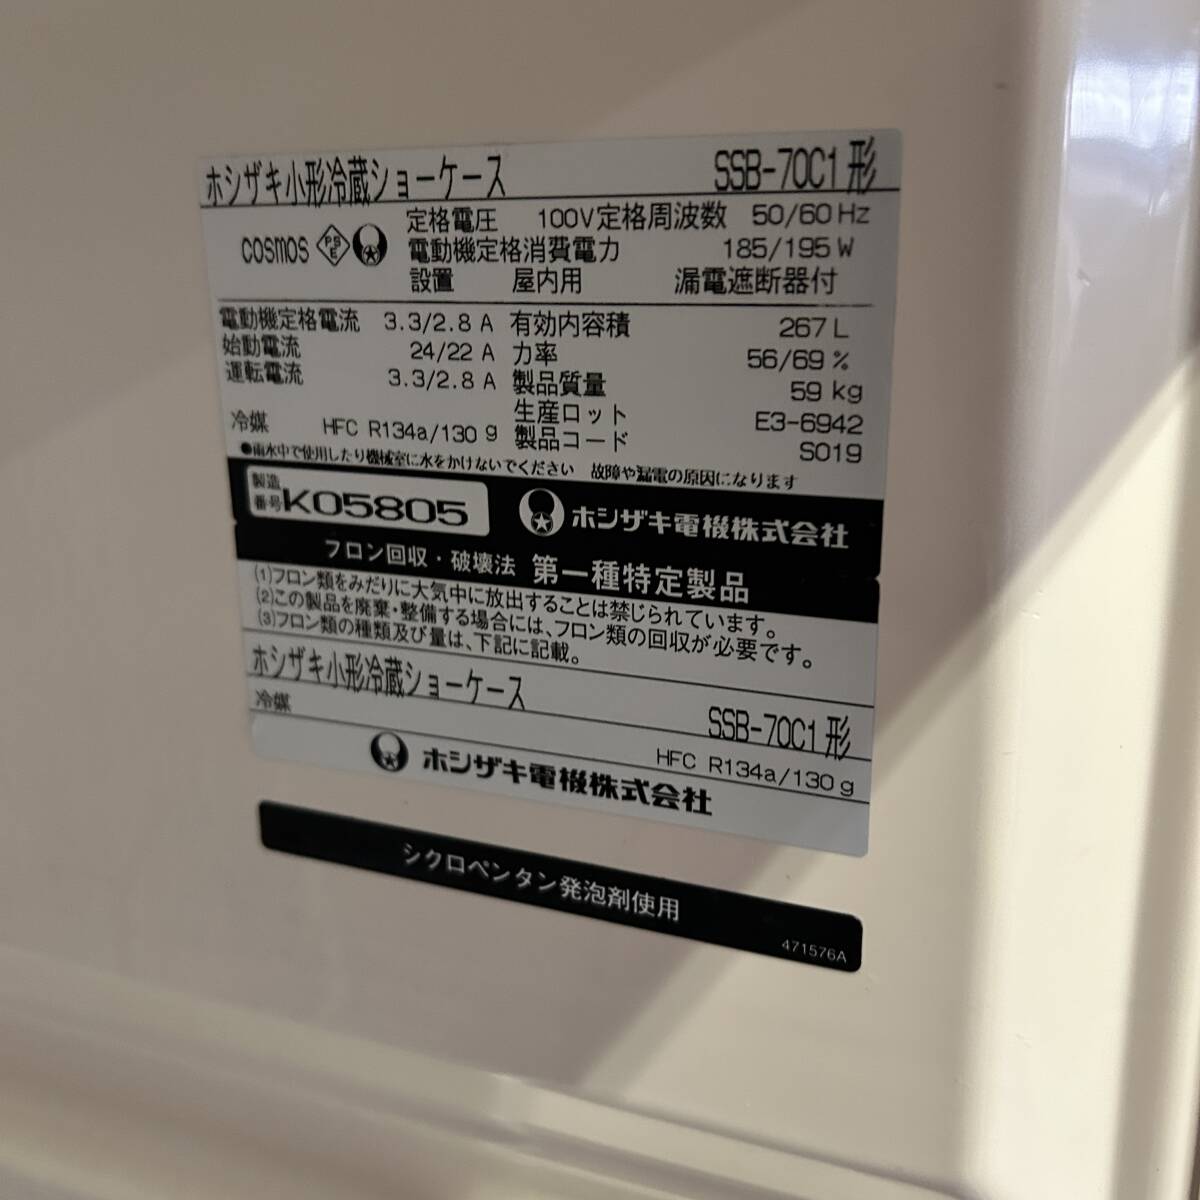 ホシザキ小形冷蔵ショーケース SSB-70C1形
定格電圧 100V 定格周波数 50/60 Hz
cosmos PSE 電動機定格消費電力 185/195 W
設置 屋内用 漏電遮断器付
電動機定格電流 3.3/2.8 A 有効内容積 267 L
始動電流 24/22 A 力率 56/69 %
運転電流 3.3/2.8 A 製品質量 59 kg
生産ロット E3-6942
冷媒 HFC R134a/130 g 製品コード S019
●雨水中で使用したり機械室に水をかけないでください 故障や漏電の原因になります
製造番号 K05805 ホシザキ電機株式会社
フロン回収・破壊法 第一種特定製品
(1)フロン類をみだりに大気中に放出することは禁じられています。
(2)この製品を廃棄・整備する場合には、フロン類の回収が必要です。
(3)フロン類の種類及び量は、下記に記載。
ホシザキ小形冷蔵ショーケース SSB-70C1形
冷媒 HFC R134a/130 g
ホシザキ電機株式会社
シクロペンタン発泡剤使用
471576A